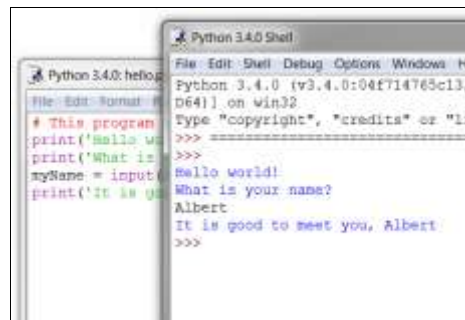 Python 3.4.0: hello.p
File Edit Format
# This program
print('Hello wo
print('What is
myName = input(
print('It is go
Python 3.4.0 Shell
File Edit Shell Debug Options Windows H
Python 3.4.0 (v3.4.0:04f714765c13
D64)] on win32
Type "copyright", "credits" or "li
>>> ================================
>>>
Hello world!
What is your name?
Albert
It is good to meet you, Albert
>>>